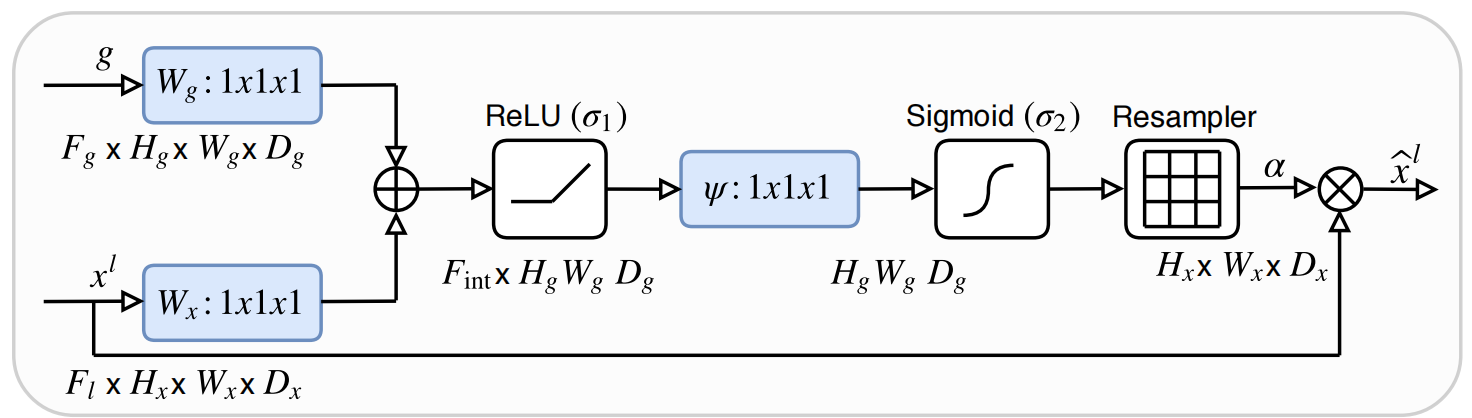 g
W_g : 1x1x1
F_g x H_g x W_g x D_g
x^l
W_x : 1x1x1
F_l x H_x x W_x x D_x
ReLU (σ_1)
F_int x H_g W_g D_g
ψ : 1x1x1
H_g W_g D_g
Sigmoid (σ_2)
Resampler
α
H_x x W_x x D_x
x̂^l